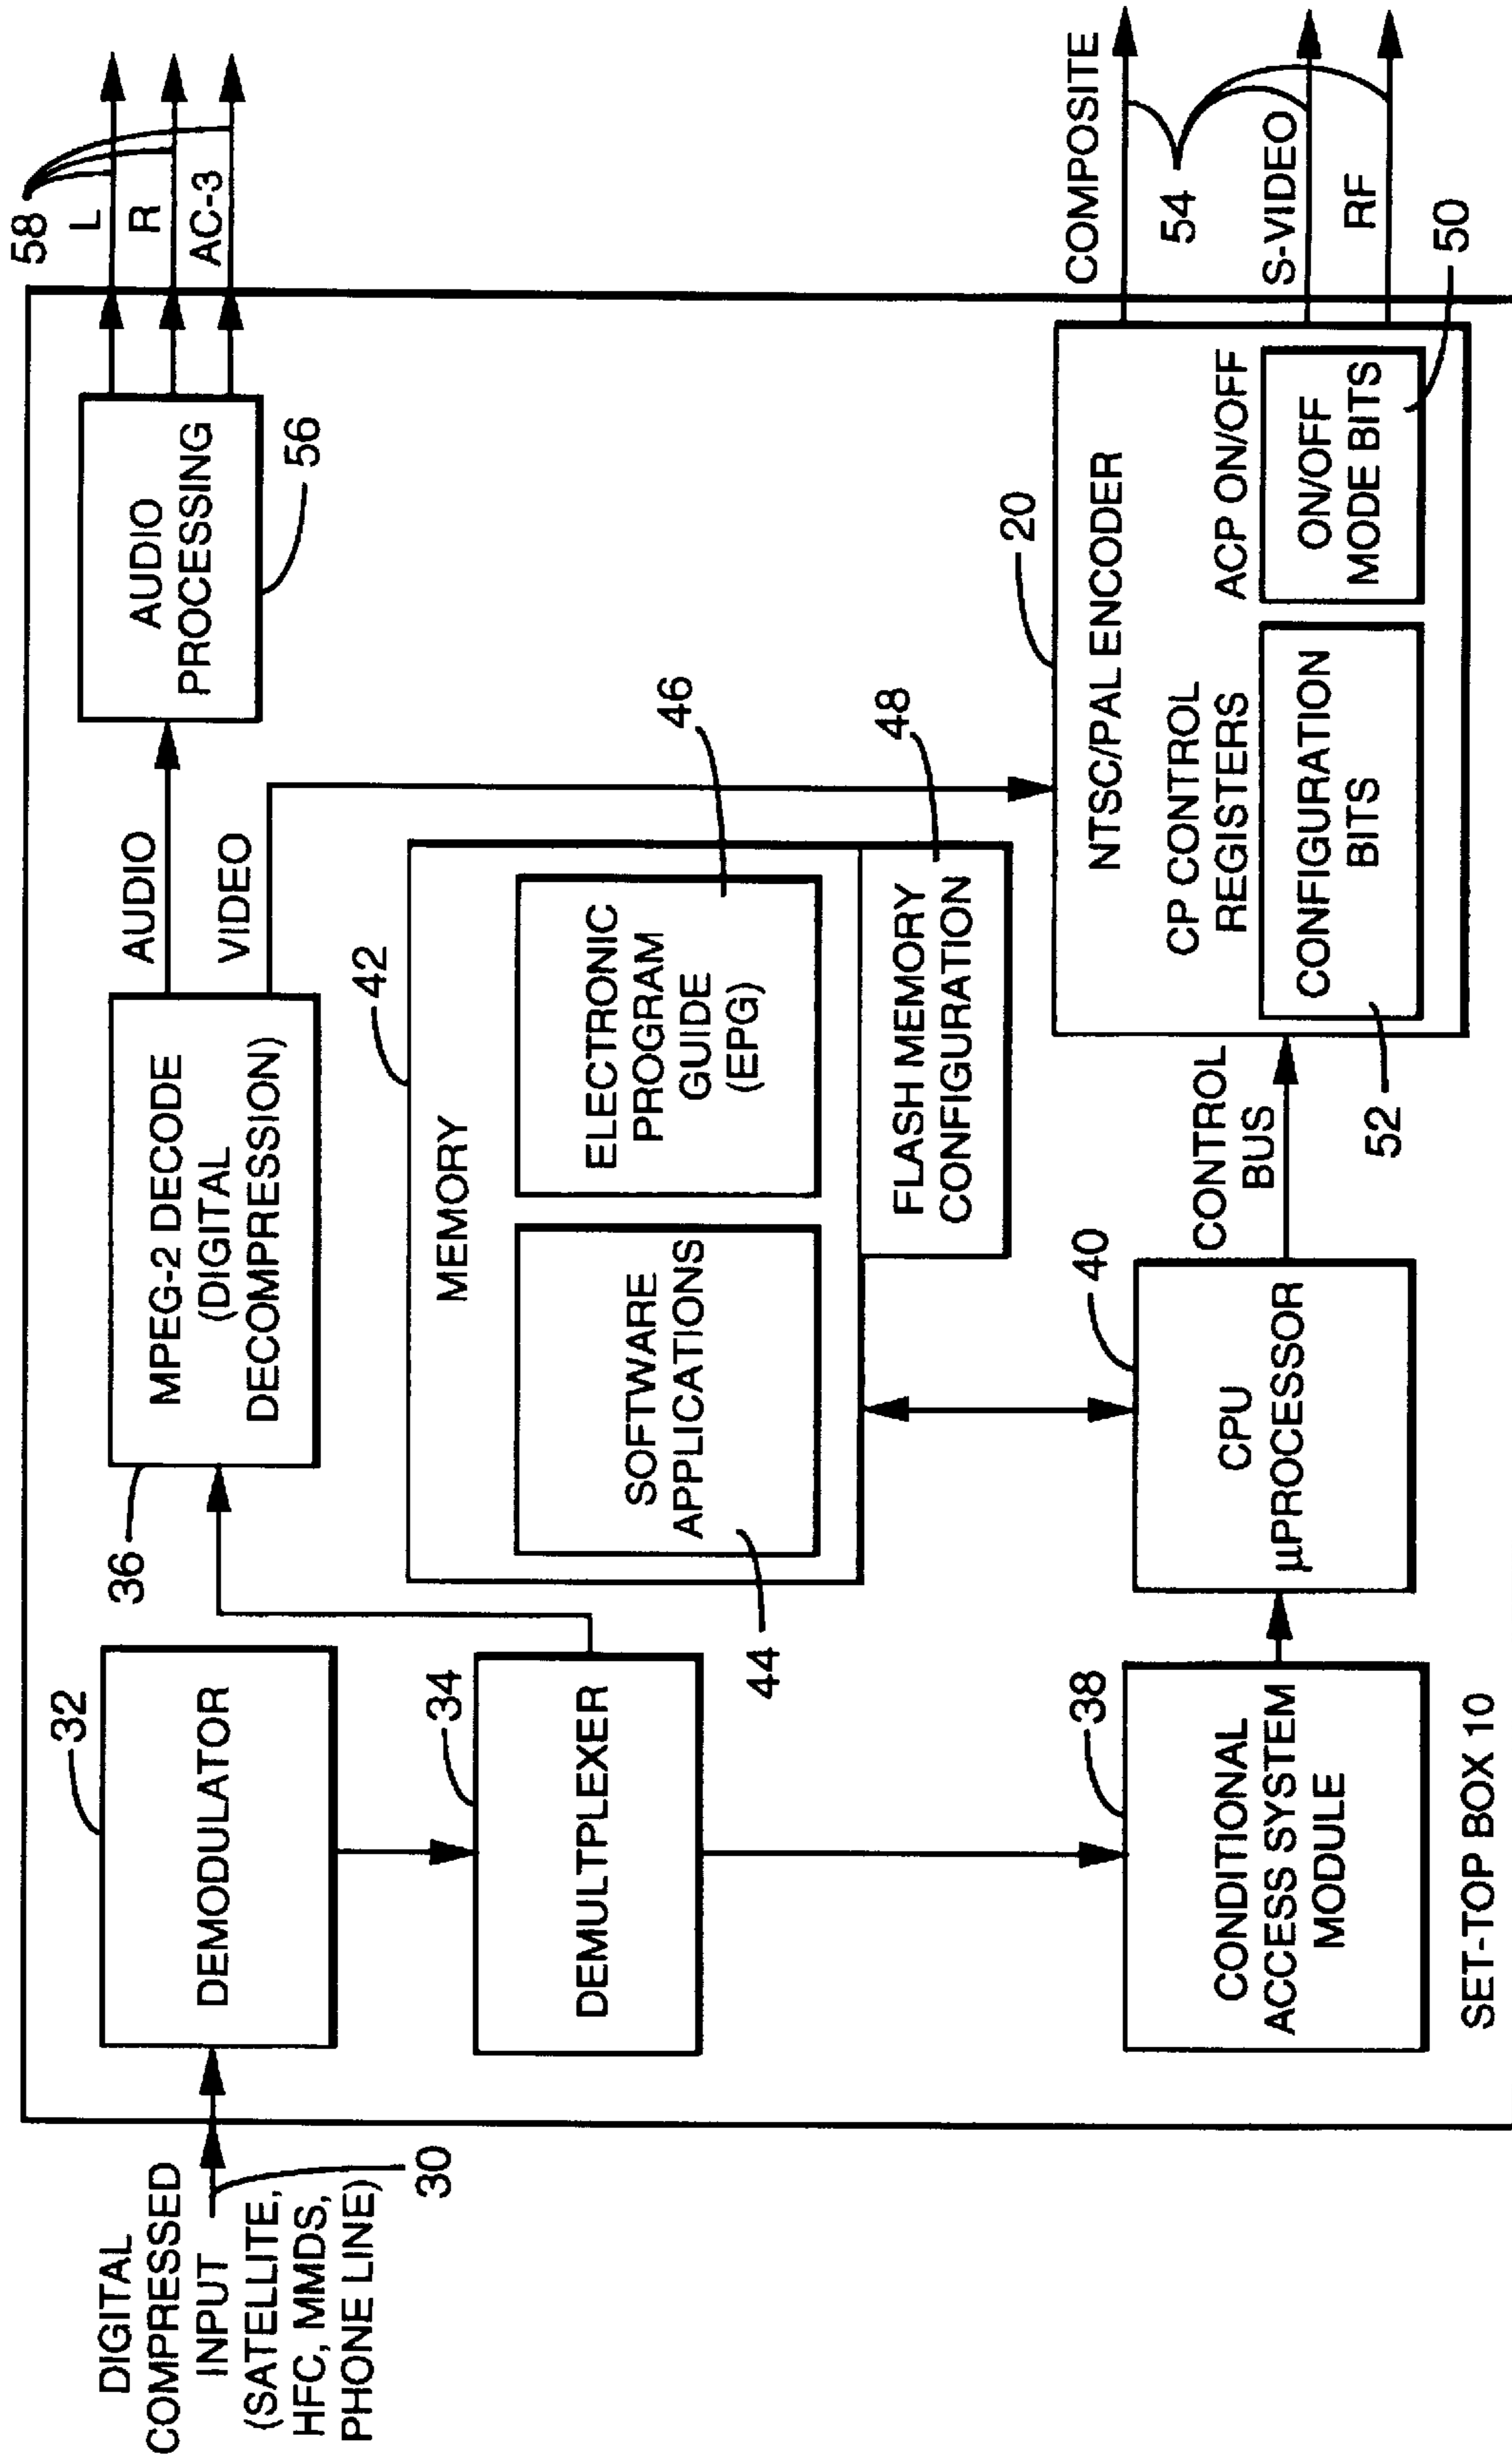 DIGITAL
COMPRESSED
INPUT
(SATELLITE,
HFC, MMDS,
PHONE LINE)
30
32
DEMODULATOR
34
DEMULTPLEXER
38
CONDITIONAL
ACCESS SYSTEM
MODULE
SET-TOP BOX 10
36
MPEG-2 DECODE
(DIGITAL
DECOMPRESSION)
AUDIO
VIDEO
42
MEMORY
SOFTWARE
APPLICATIONS
44
ELECTRONIC
PROGRAM
GUIDE
(EPG)
46
FLASH MEMORY
CONFIGURATION
48
40
CPU
µPROCESSOR
CONTROL
BUS
AUDIO
PROCESSING
56
58
L
R
AC-3
20
NTSC/PAL ENCODER
CP CONTROL
REGISTERS
CONFIGURATION
BITS
52
ACP ON/OFF
ON/OFF
MODE BITS
50
COMPOSITE
54
S-VIDEO
RF